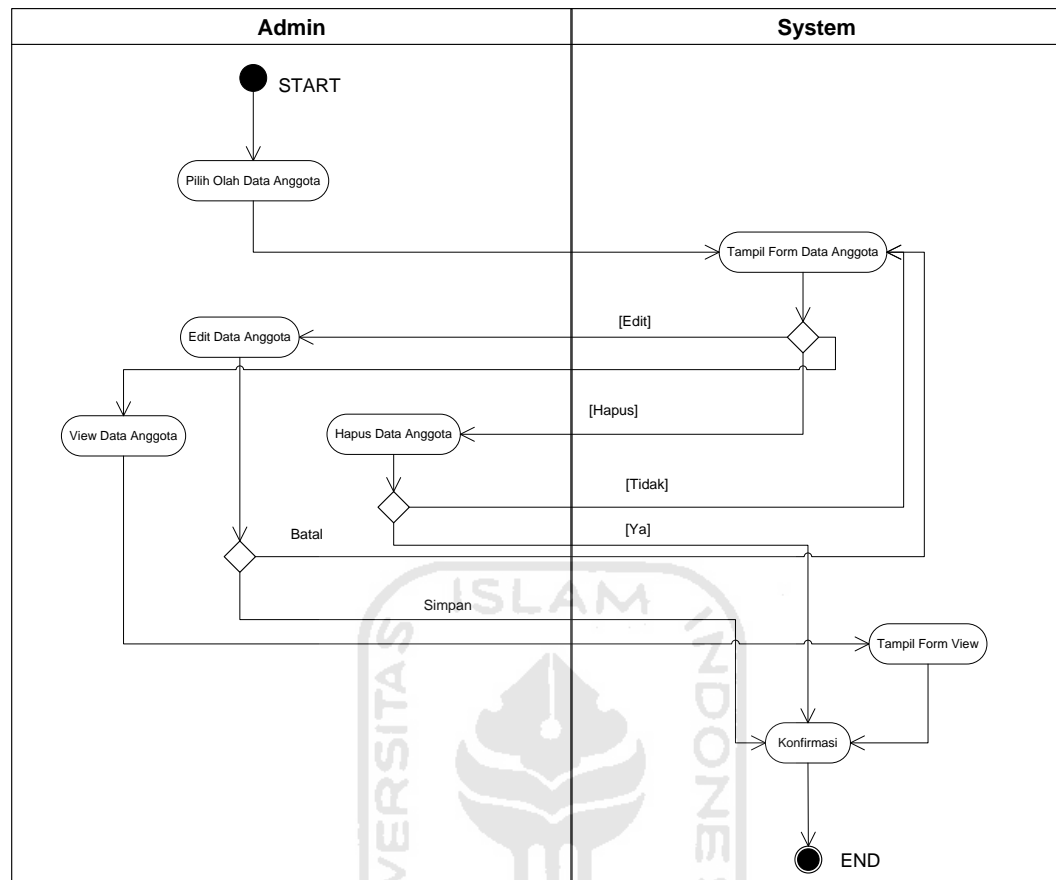 Admin
System
START
Pilih Olah Data Anggota
Tampil Form Data Anggota
[Edit]
Edit Data Anggota
[Hapus]
View Data Anggota
Hapus Data Anggota
[Tidak]
[Ya]
Batal
Simpan
ISLAM
Tampil Form View
Konfirmasi
END